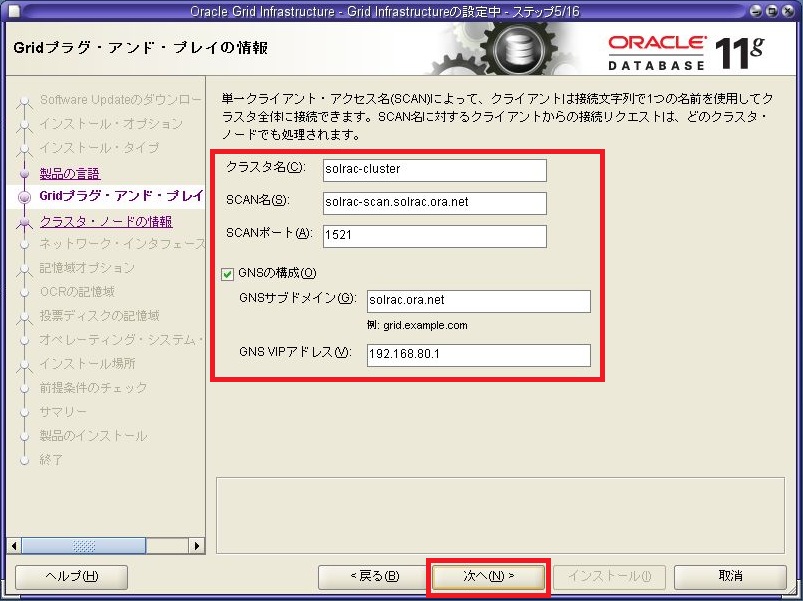 Oracle Grid Infrastructure - Grid Infrastructureの設定中 - ステップ5/16
Gridプラグ・アンド・プレイの情報
ORACLE
DATABASE 11g
Software Updateのダウンロー
インストール・オプション
インストール・タイプ
製品の言語
Gridプラグ・アンド・プレイ
クラスタ・ノードの情報
ネットワーク・インタフェース
記憶域オプション
OCRの記憶域
投票ディスクの記憶域
オペレーティング・システム・
インストール場所
前提条件のチェック
サマリー
製品のインストール
終了
単一クライアント・アクセス名(SCAN)によって、クライアントは接続文字列で1つの名前を使用してク
ラスタ全体に接続できます。SCAN名に対するクライアントからの接続リクエストは、どのクラスタ・
ノードでも処理されます。
クラスタ名(C): solrac-cluster
SCAN名(S): solrac-scan.solrac.ora.net
SCANポート(A): 1521
GNSの構成(O)
GNSサブドメイン(G): solrac.ora.net
例: grid.example.com
GNS VIPアドレス(V): 192.168.80.1
ヘルプ(H) < 戻る(B) 次へ(N) > インストール(I) 取消